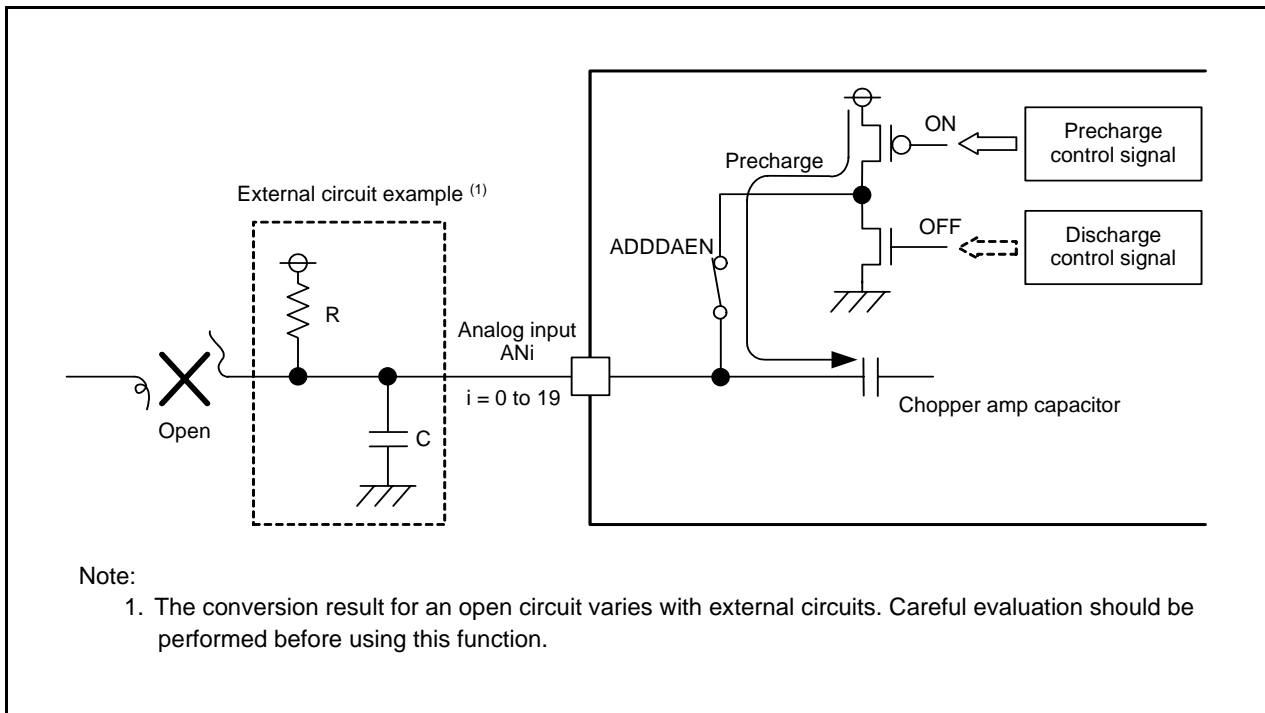 ON
Precharge
control signal
Precharge
External circuit example (1)
OFF
Discharge
control signal
ADDDAEN
R
Analog input
ANi
i = 0 to 19
Chopper amp capacitor
Open
C
Note:
1. The conversion result for an open circuit varies with external circuits. Careful evaluation should be
performed before using this function.